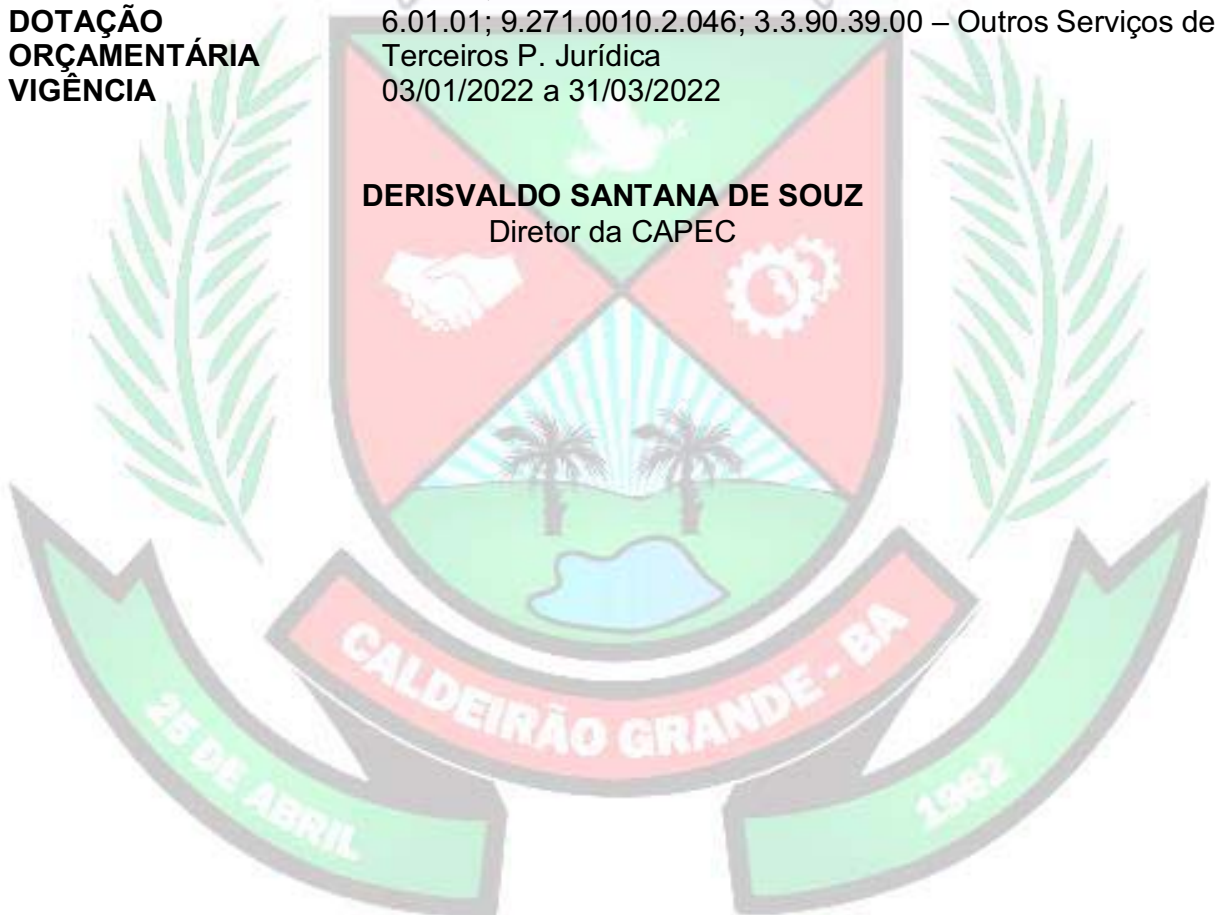 DOTAÇÃO 6.01.01; 9.271.0010.2.046; 3.3.90.39.00 – Outros Serviços de
ORÇAMENTÁRIA Terceiros P. Jurídica
VIGÊNCIA 03/01/2022 a 31/03/2022
DERISVALDO SANTANA DE SOUZ
Diretor da CAPEC
CALDEIRÃO GRANDE - BA
25 DE ABRIL
1962